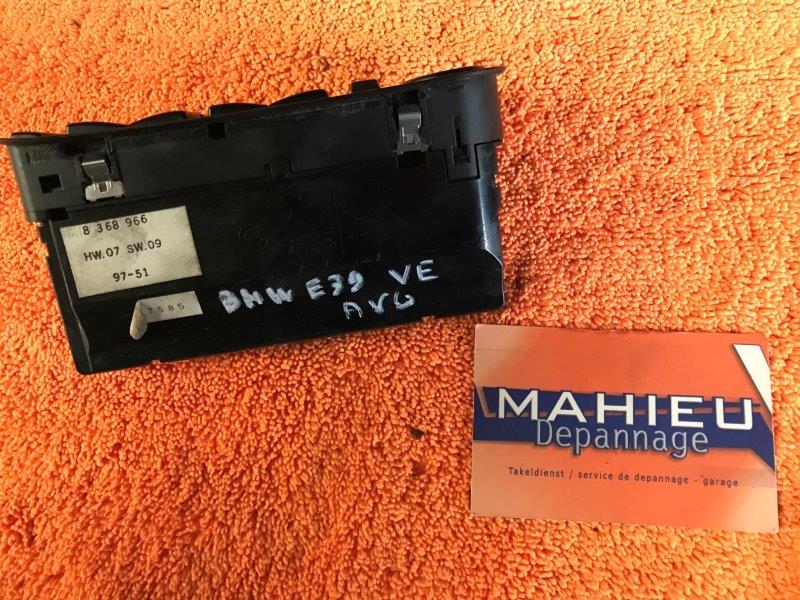 8 368 966
HW.07 SW.09
97-51
7585
BMW E39 VE
AVG
MAHIEU
Depannage
Takeldienst / service de depannage - garage